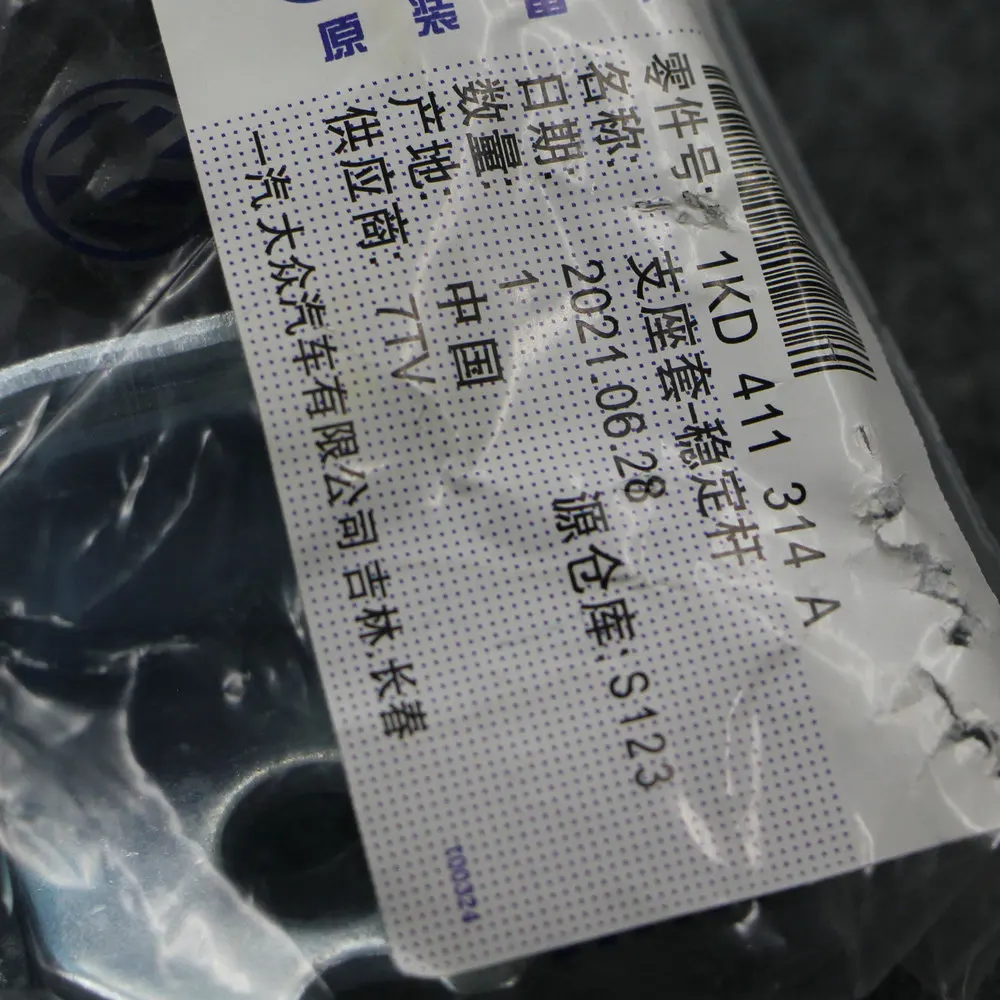 原装
零件号: 1KD 411 314 A
名称: 支座套-稳定杆
日期: 2021.06.28
数量: 1
源仓库: S123
产地: 中国
供应商: 7TV
一汽大众汽车有限公司 吉林 长春
t00324